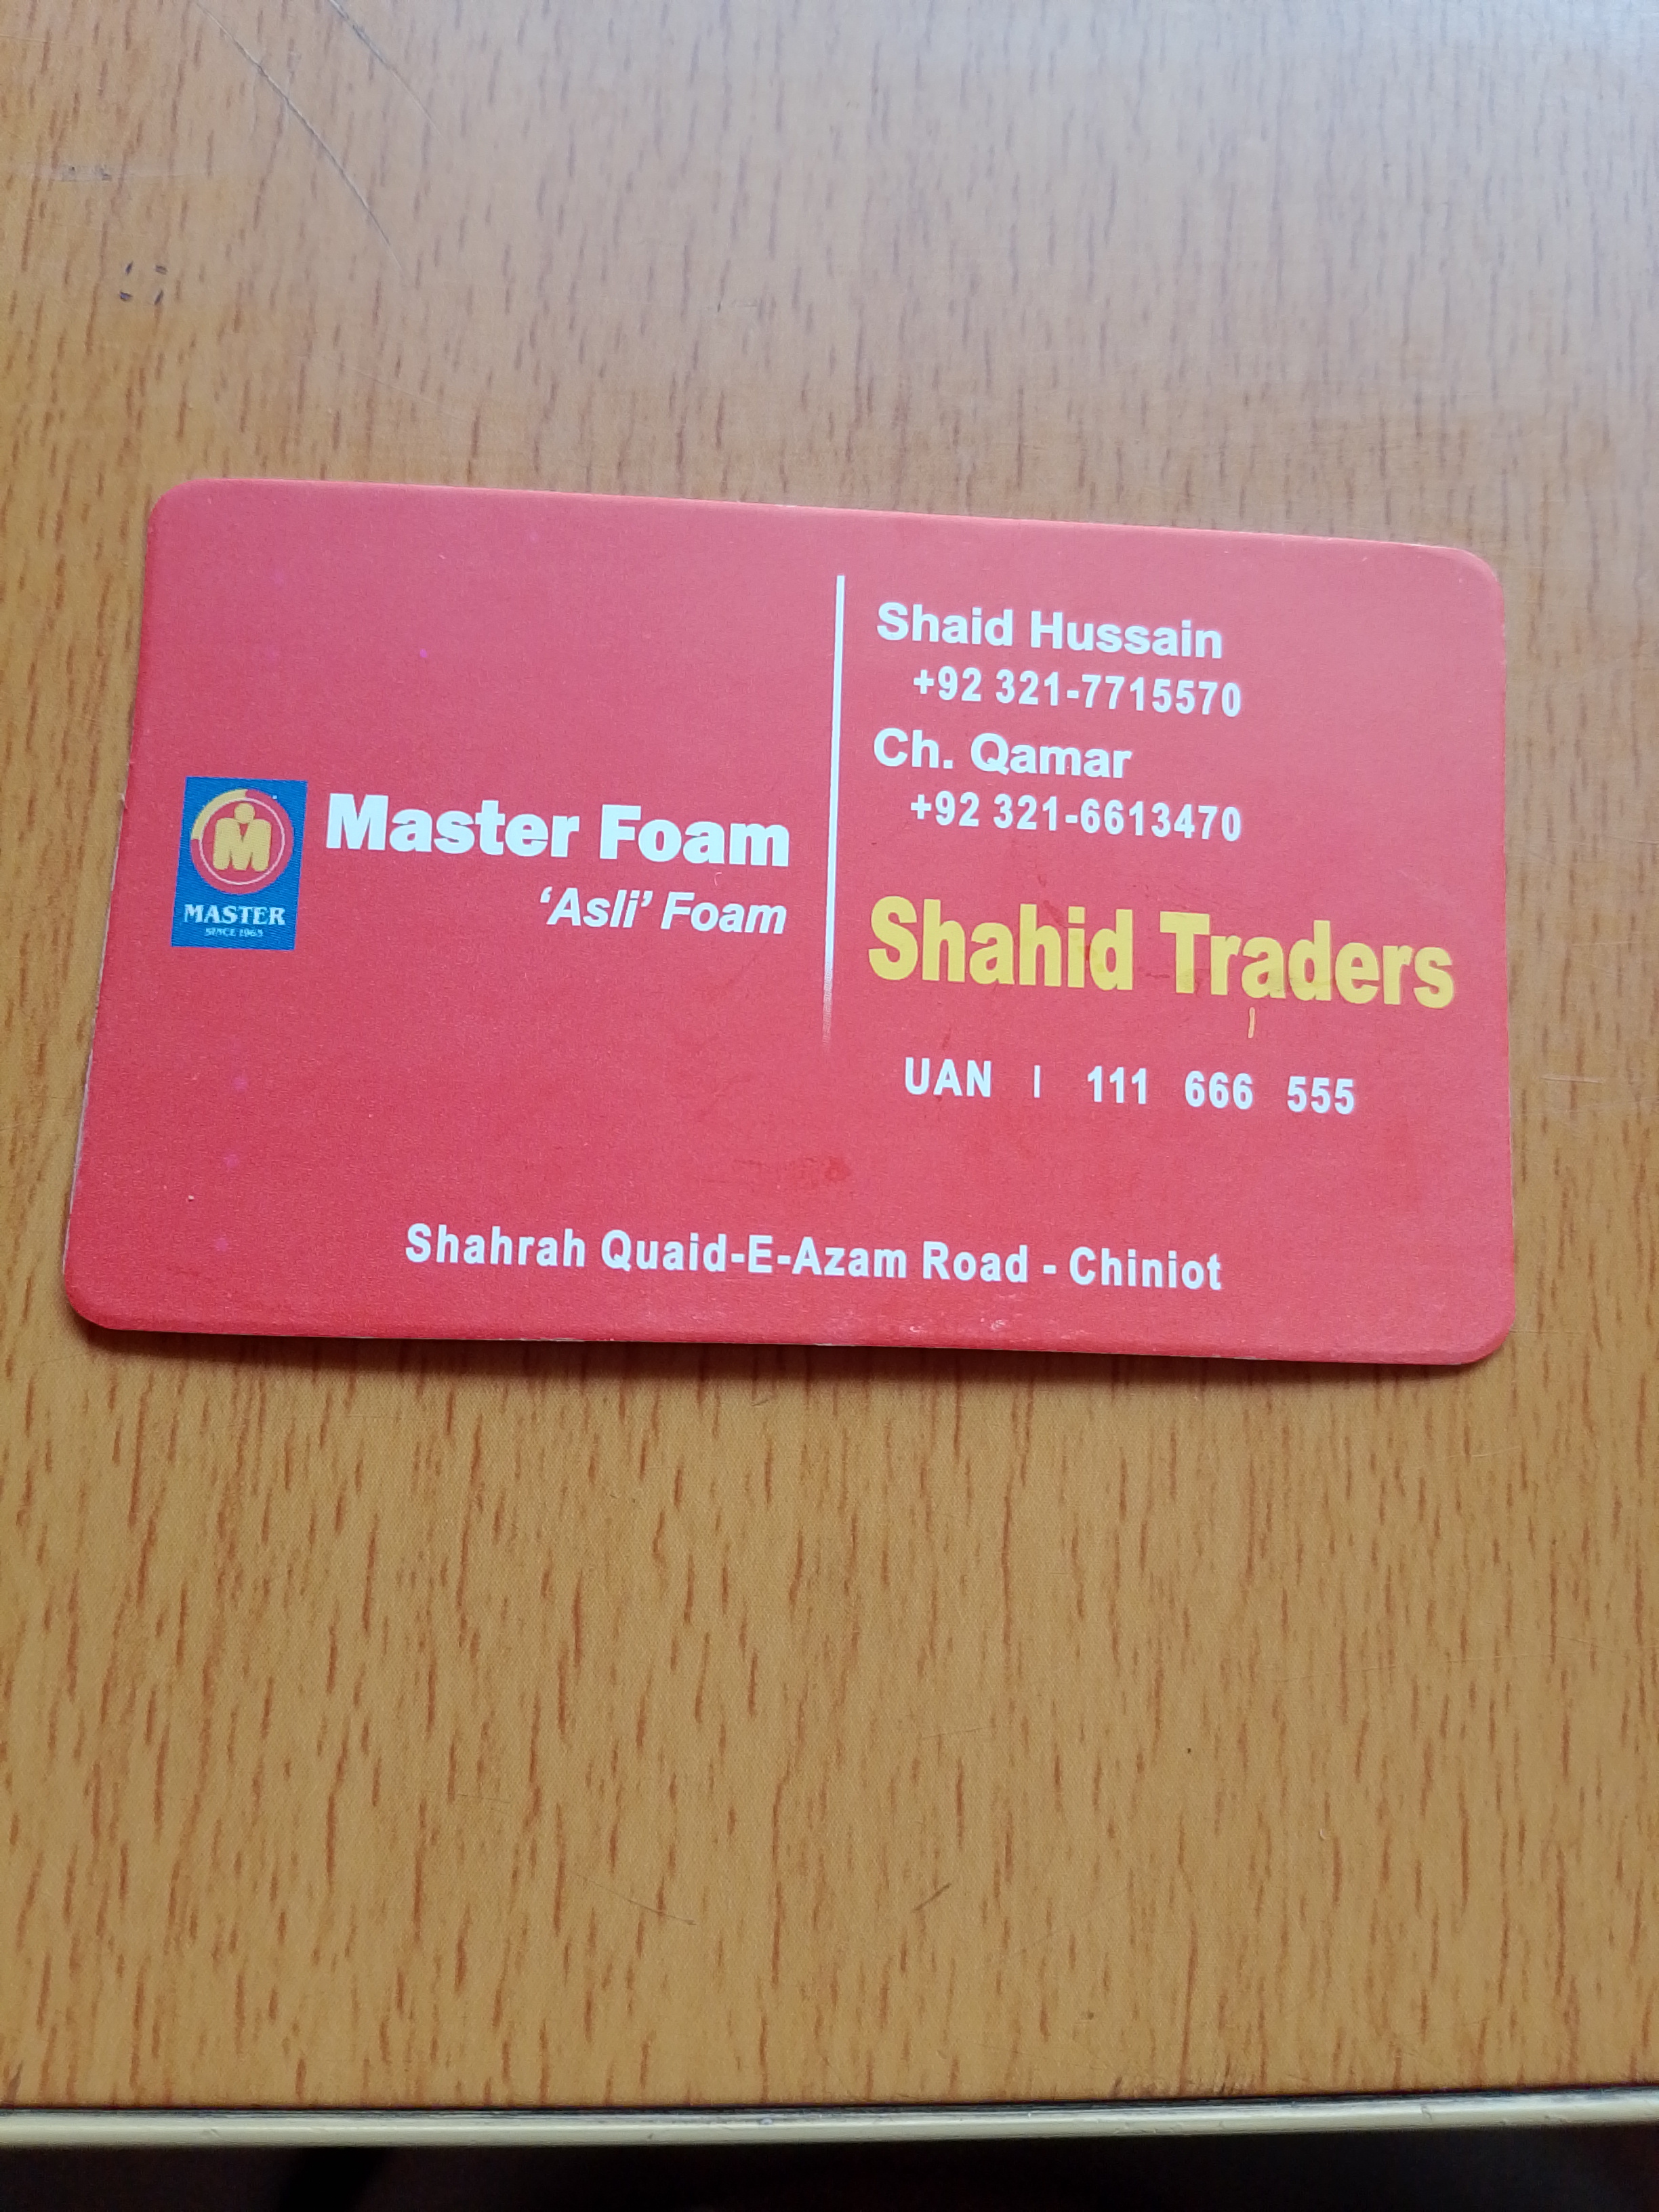 MASTER
SINCE 1963
Master Foam
'Asli' Foam
Shaid Hussain
+92 321-7715570
Ch. Qamar
+92 321-6613470
Shahid Traders
UAN | 111 666 555
Shahrah Quaid-E-Azam Road - Chiniot